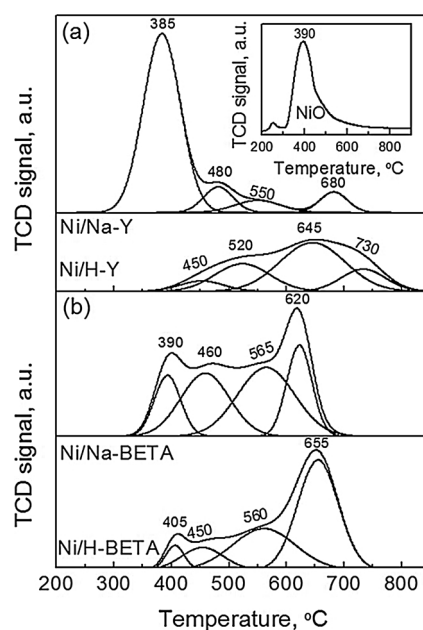 (a)
385
480
550
680
Ni/Na-Y
TCD signal, a.u.
390
NiO
TCD signal, a.u.
200 400 600 800
Temperature, °C
450
520
645
730
Ni/H-Y
(b)
390
460
565
620
Ni/Na-BETA
TCD signal, a.u.
405
450
560
655
Ni/H-BETA
200 300 400 500 600 700 800
Temperature, °C